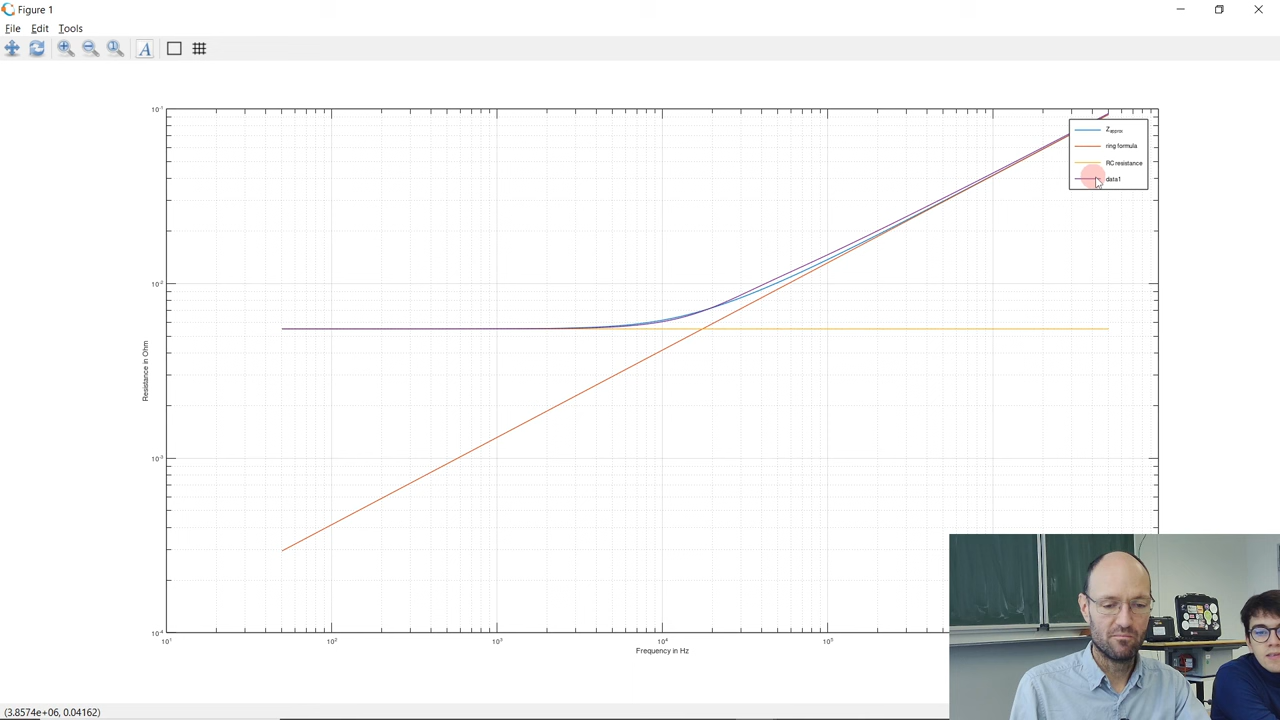 Figure 1
File Edit Tools
A
10-1
Zapprox
ring formula
RC resistance
data1
10-2
Resistance in Ohm
10-3
10-4
101
102
103
104
105
Frequency in Hz
(3.8574e+06, 0.04162)